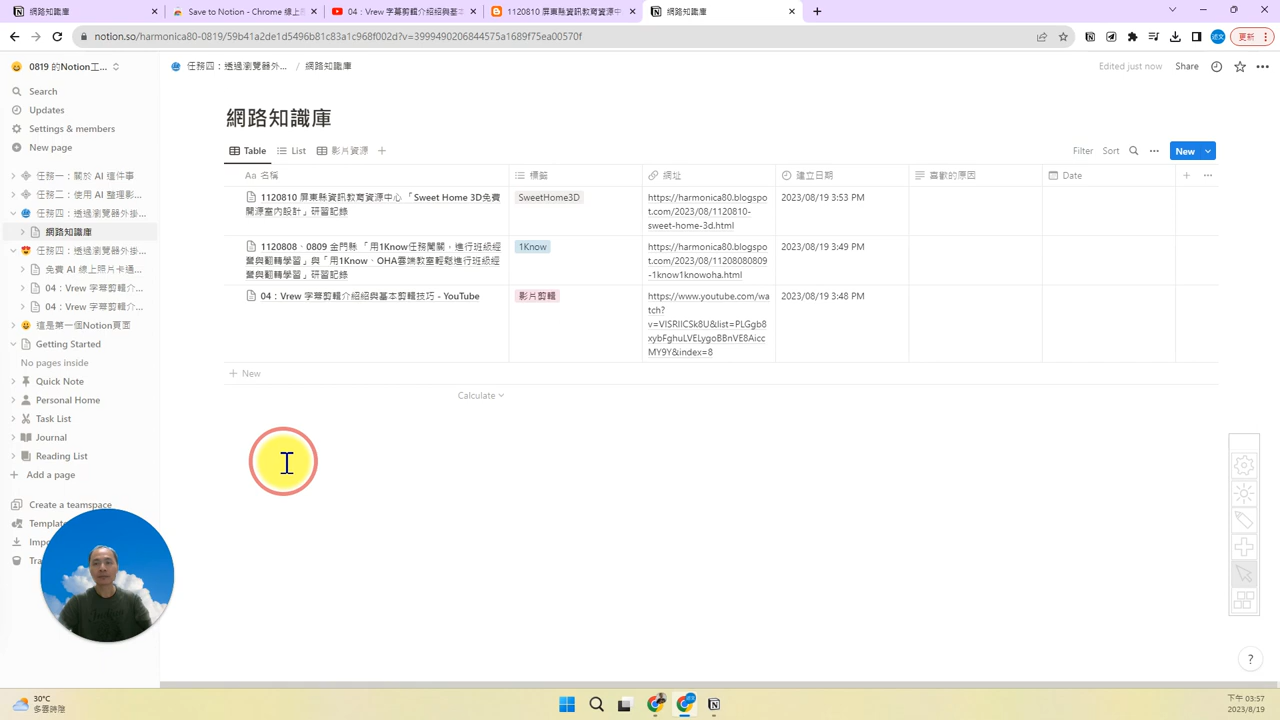 網路知識庫
Save to Notion - Chrome 線上
04：Vrew 字幕剪輯介紹紹與基本
1120810 屏東縣資訊教育資源中
網路知識庫
notion.so/harmonica80-0819/59b41a2de1d5496b81c83a1c968f002d?v=3999490206844575a1689f75ea00570f
更新
0819 的Notion工...
任務四：透過瀏覽器外掛...
/
網路知識庫
Edited just now
Share
Search
Updates
Settings & members
New page
任務一：關於 AI 這件事
任務二：使用 AI 整理影...
任務四：透過瀏覽器外掛...
網路知識庫
任務四：透過瀏覽器外掛...
免費 AI 線上照片卡通...
04：Vrew 字幕剪輯介...
04：Vrew 字幕剪輯介...
這是第一個Notion頁面
Getting Started
No pages inside
Quick Note
Personal Home
Task List
Journal
Reading List
Add a page
Create a teamspace
網路知識庫
Table
List
影片資源
Filter
Sort
New
Aa 名稱
標籤
網址
建立日期
喜歡的原因
Date
1120810 屏東縣資訊教育資源中心 「Sweet Home 3D免費
開源室內設計」研習記錄
SweetHome3D
https://harmonica80.blogspo
t.com/2023/08/1120810-
sweet-home-3d.html
2023/08/19 3:53 PM
1120808、0809 金門縣 「用1Know任務闖關，進行班級經
營與翻轉學習」與「用1Know、OHA雲端教室輕鬆進行班級經
營與翻轉學習」研習記錄
1Know
https://harmonica80.blogspo
t.com/2023/08/11208080809
-1know1knowoha.html
2023/08/19 3:49 PM
04：Vrew 字幕剪輯介紹紹與基本剪輯技巧 - YouTube
影片剪輯
https://www.youtube.com/wa
tch?
v=VISRIICSk8U&list=PLGgb8
xybFghuLVELygoBBnVE8Aicc
MY9Y&index=8
2023/08/19 3:48 PM
New
Calculate
?
30°C
多雲時陰
下午 03:57
2023/8/19